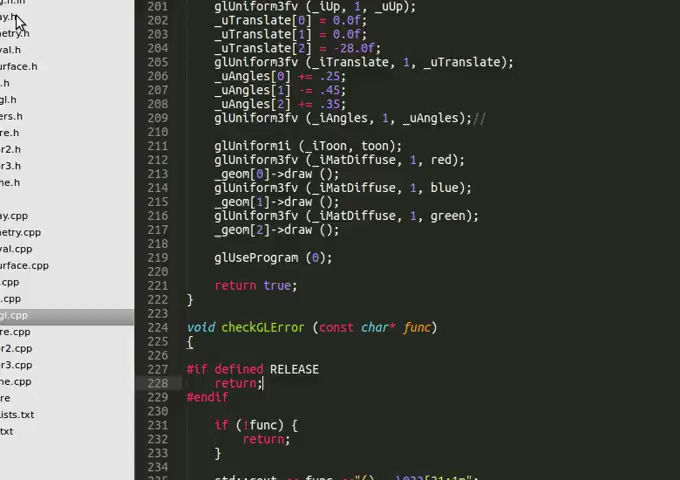 ay.h
etry.h
val.h
urface.h
.h
gl.h
ers.h
re.h
r2.h
r3.h
ne.h
ay.cpp
etry.cpp
val.cpp
urface.cpp
.cpp
.cpp
gl.cpp
re.cpp
r2.cpp
r3.cpp
ne.cpp
re
ists.txt
txt
201 glUniform3fv (_iUp, 1, _uUp);
202 _uTranslate[0] = 0.0f;
203 _uTranslate[1] = 0.0f;
204 _uTranslate[2] = -28.0f;
205 glUniform3fv (_iTranslate, 1, _uTranslate);
206 _uAngles[0] += .25;
207 _uAngles[1] -= .45;
208 _uAngles[2] += .35;
209 glUniform3fv (_iAngles, 1, _uAngles);//
210
211 glUniform1i (_iToon, toon);
212 glUniform3fv (_iMatDiffuse, 1, red);
213 _geom[0]->draw ();
214 glUniform3fv (_iMatDiffuse, 1, blue);
215 _geom[1]->draw ();
216 glUniform3fv (_iMatDiffuse, 1, green);
217 _geom[2]->draw ();
218
219 glUseProgram (0);
220
221 return true;
222 }
223
224 void checkGLError (const char* func)
225 {
226
227 #if defined RELEASE
228 return;
229 #endif
230
231 if (!func) {
232 return;
233 }
234